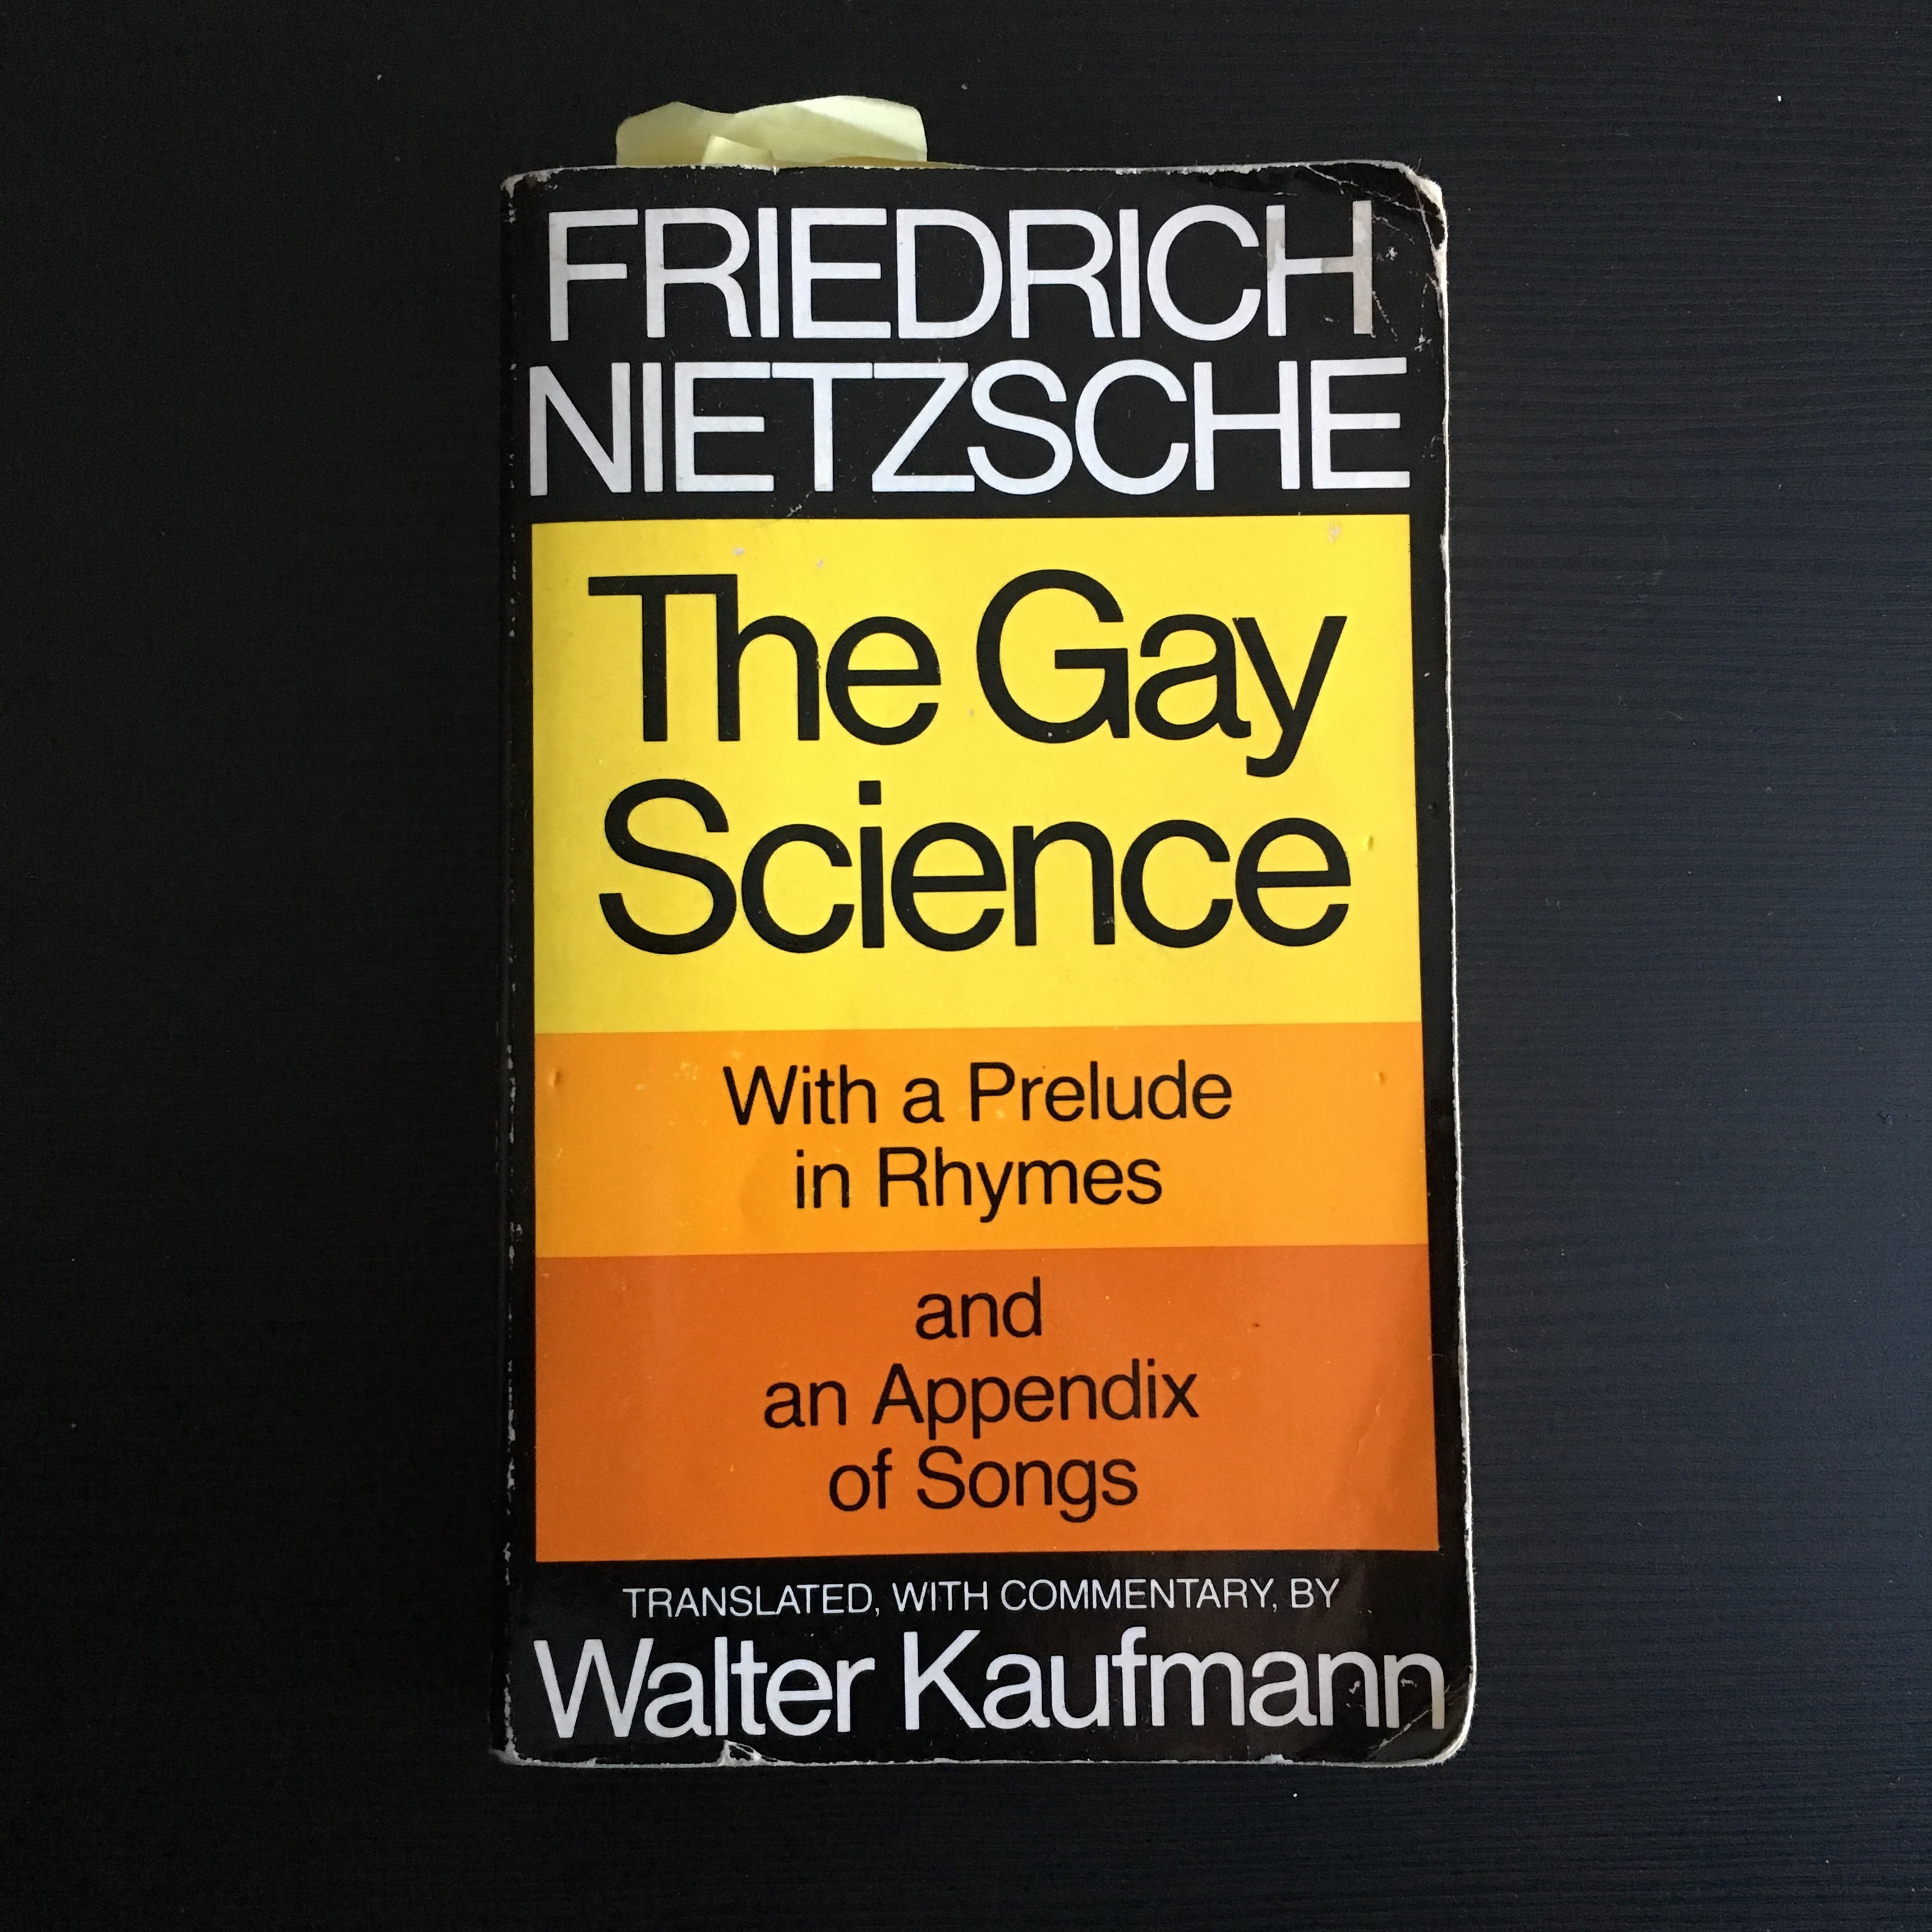 FRIEDRICH
NIETZSCHE
The Gay
Science
With a Prelude
in Rhymes
and
an Appendix
of Songs
TRANSLATED, WITH COMMENTARY, BY
Walter Kaufmann